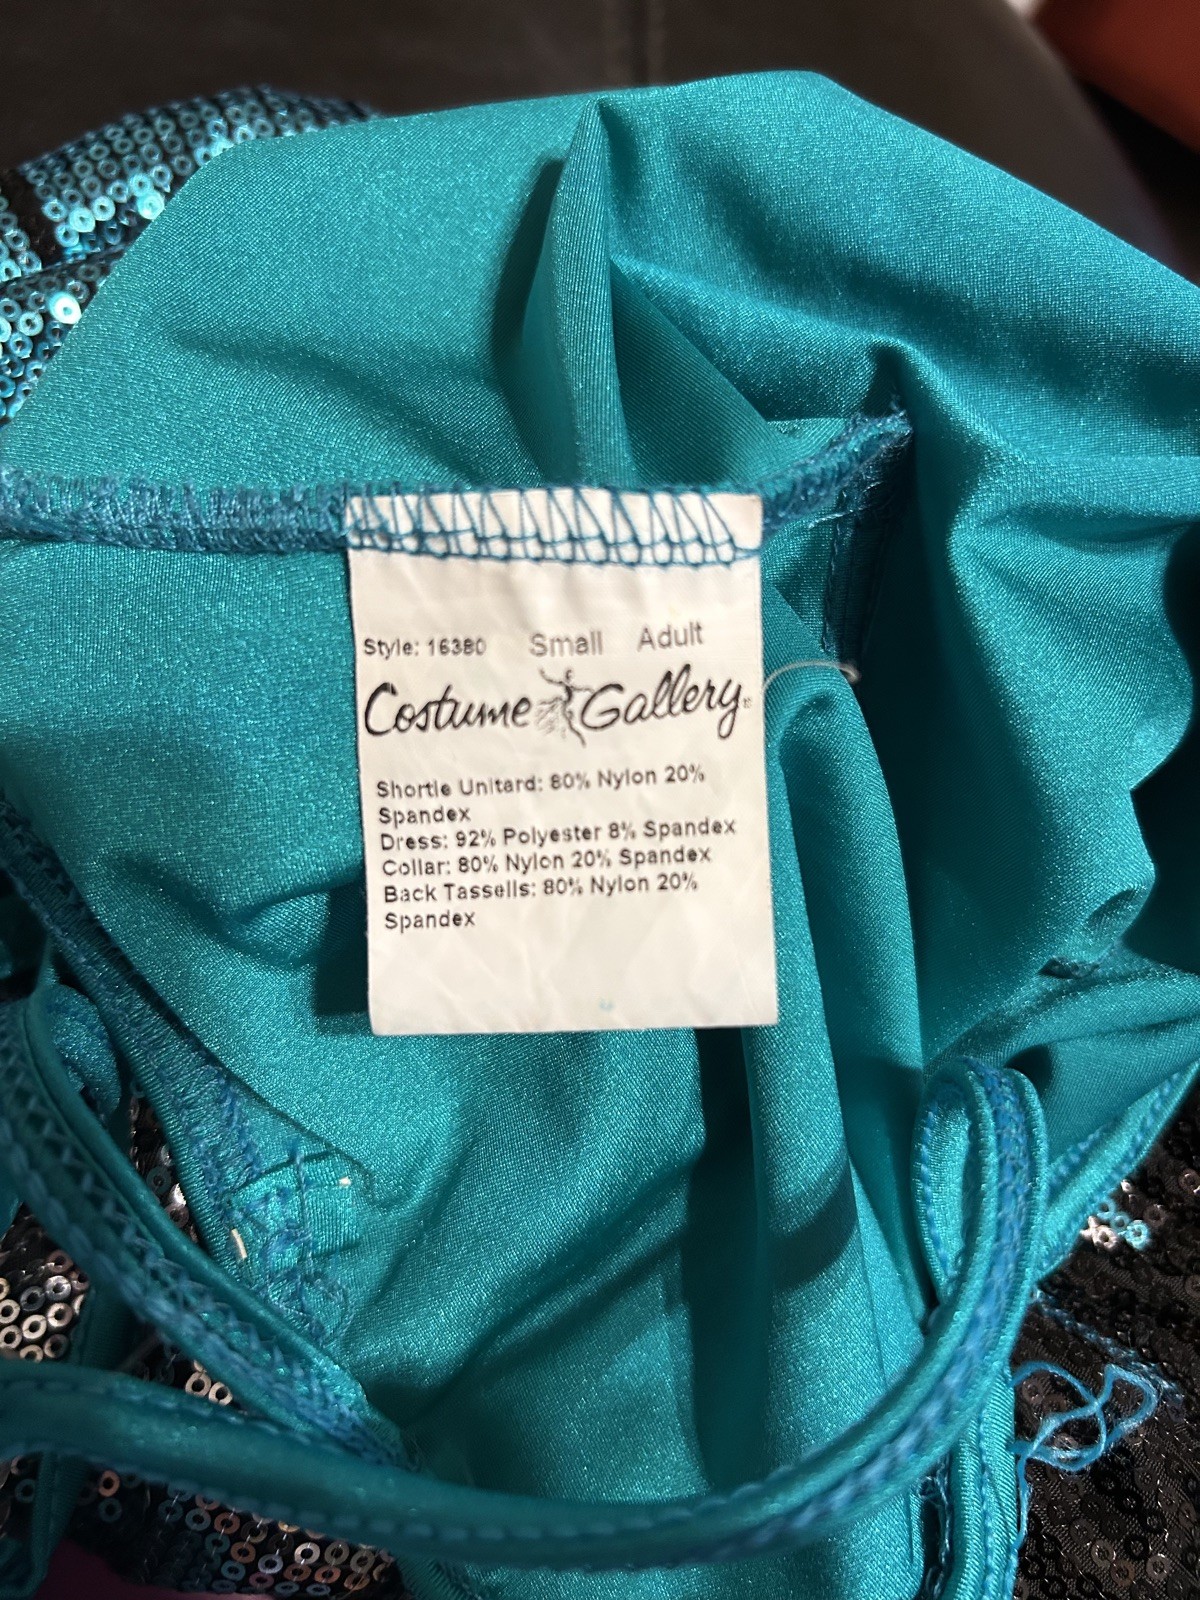 Style: 16380 Small Adult
Costume Gallery®
Shortie Unitard: 80% Nylon 20%
Spandex
Dress: 92% Polyester 8% Spandex
Collar: 80% Nylon 20% Spandex
Back Tassells: 80% Nylon 20%
Spandex